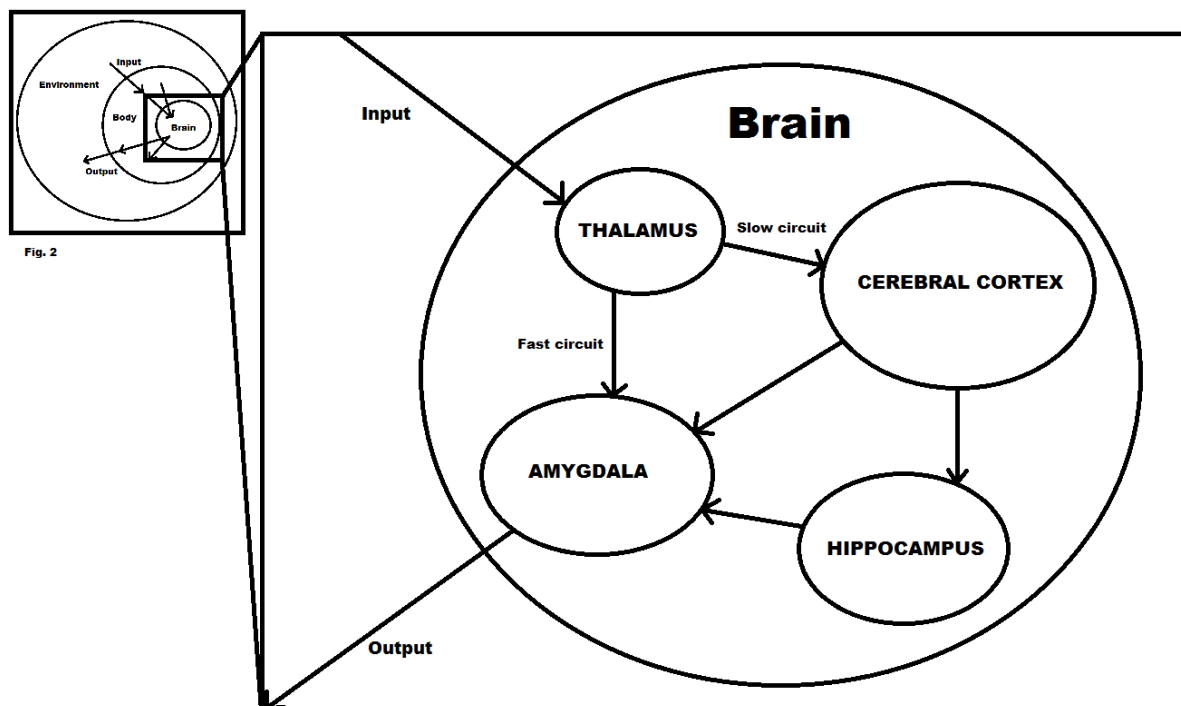 Input
Environment
Body
Brain
Output
Fig. 2
Input
Brain
THALAMUS
Slow circuit
CEREBRAL CORTEX
Fast circuit
AMYGDALA
HIPPOCAMPUS
Output